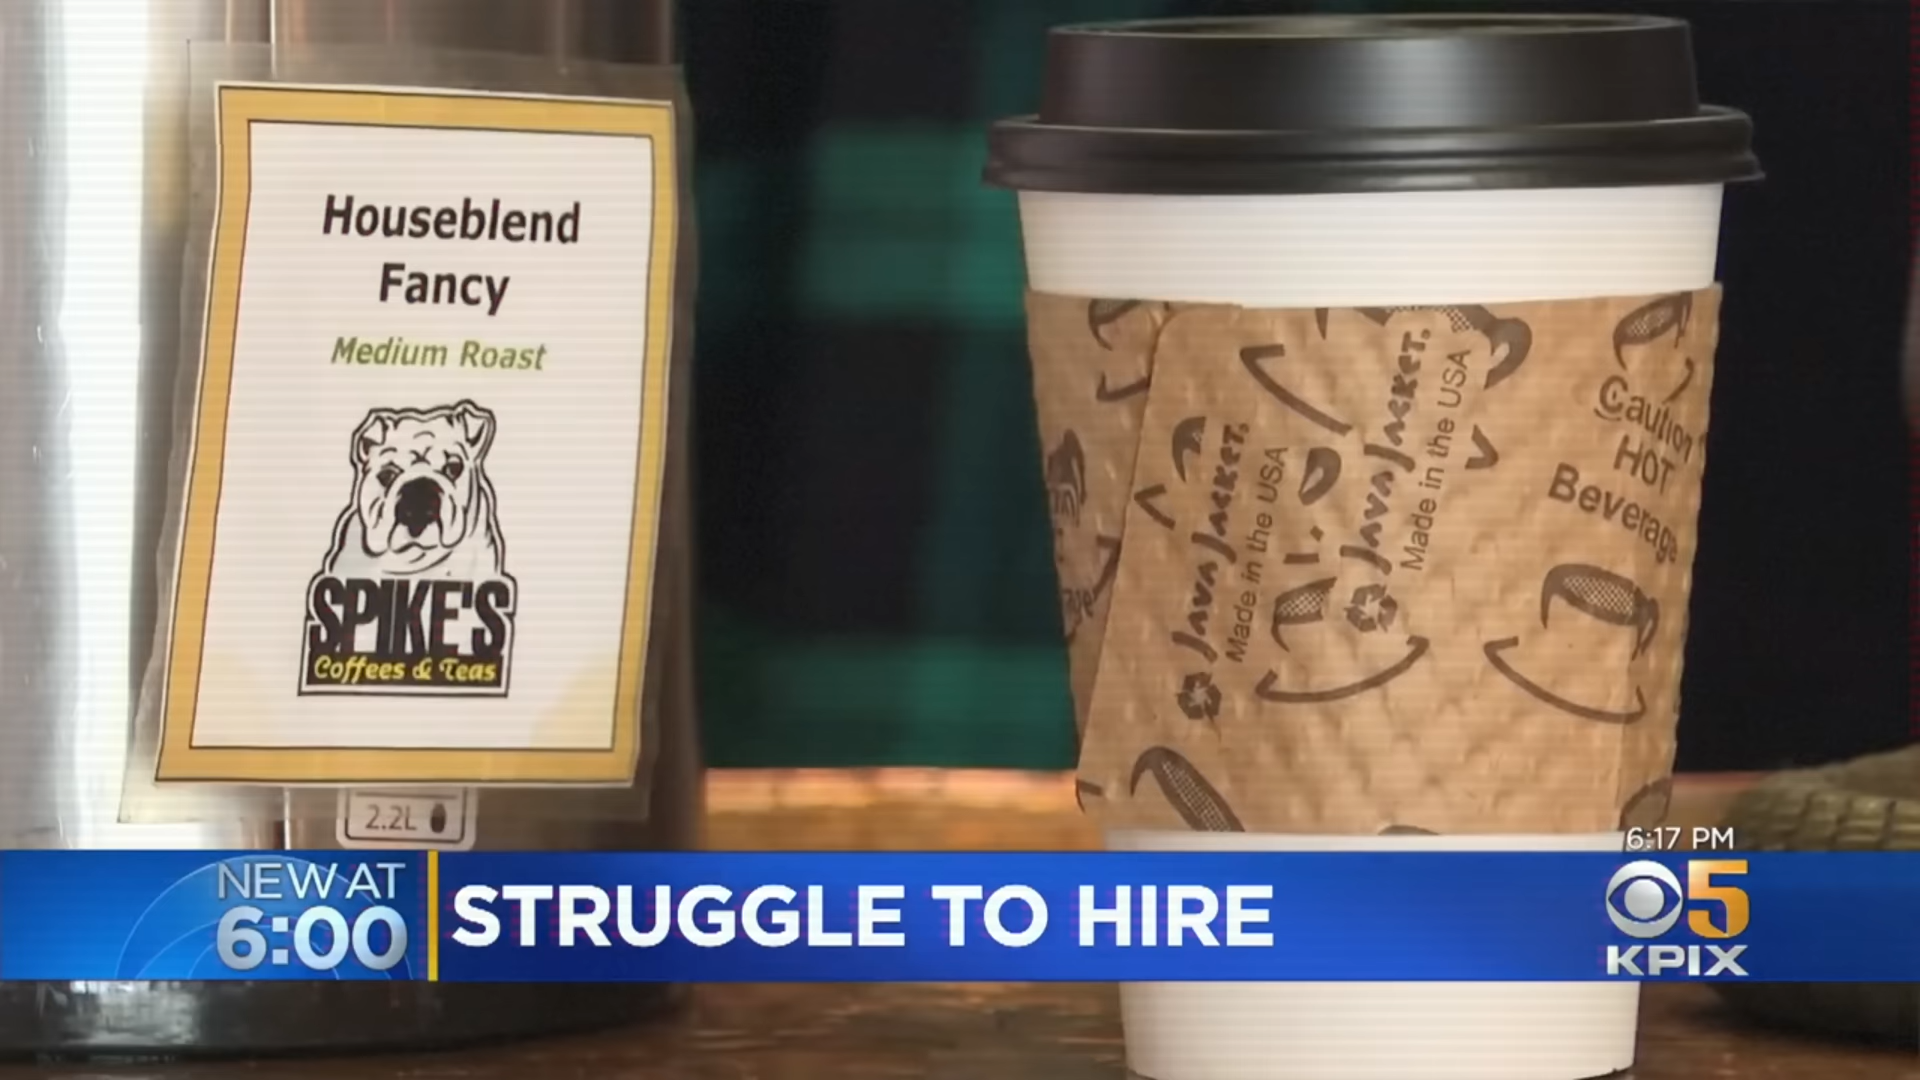 Houseblend
Fancy
Medium Roast
SPIKE'S
Coffees & Teas
2.2L
Java Jacket.
Made in the USA
Java Jacket.
Made in the USA
Caution
HOT
Beverage
6:17 PM
NEW AT
6:00
STRUGGLE TO HIRE
5
KPIX